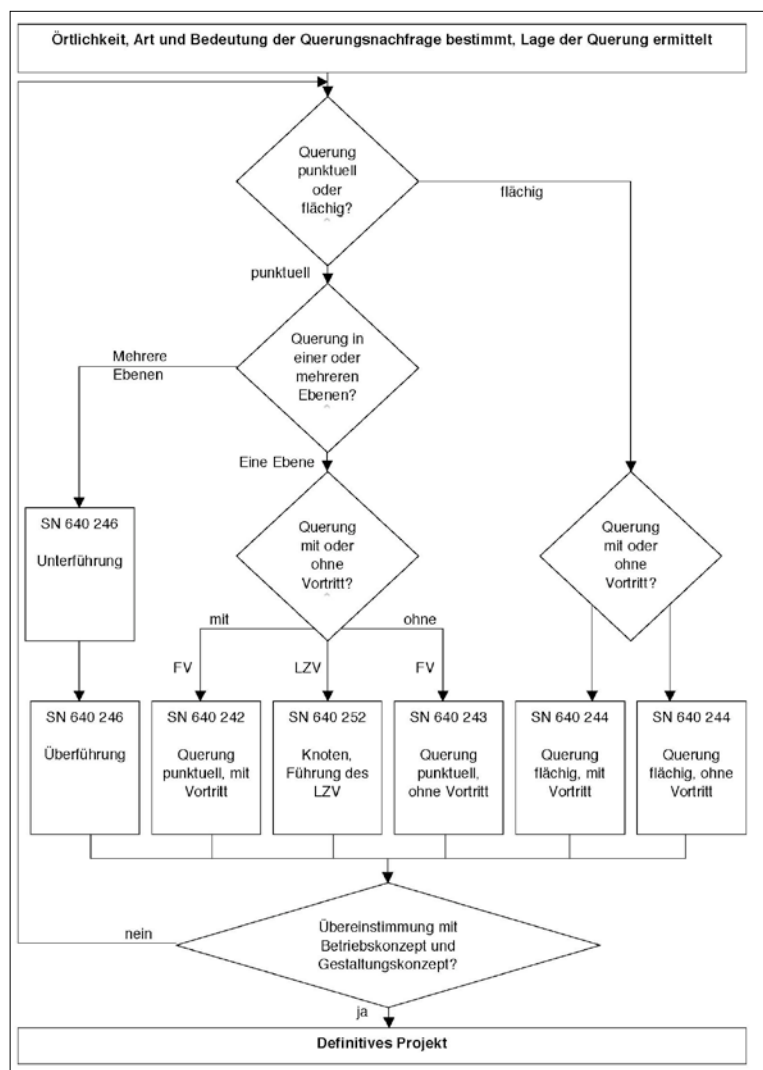 Örtlichkeit, Art und Bedeutung der Querungsnachfrage bestimmt, Lage der Querung ermittelt
Querung
punktuell
oder
flächig?
flächig
punktuell
Querung in
einer oder
mehreren
Ebenen?
Mehrere
Ebenen
Eine Ebene
SN 640 246
Unterführung
Querung
mit oder
ohne
Vortritt?
Querung
mit oder
ohne
Vortritt?
mit
ohne
FV
LZV
FV
SN 640 246
Überführung
SN 640 242
Querung
punktuell, mit
Vortritt
SN 640 252
Knoten,
Führung des
LZV
SN 640 243
Querung
punktuell,
ohne Vortritt
SN 640 244
Querung
flächig, mit
Vortritt
SN 640 244
Querung
flächig, ohne
Vortritt
nein
Übereinstimmung mit
Betriebskonzept und
Gestaltungskonzept?
ja
Definitives Projekt